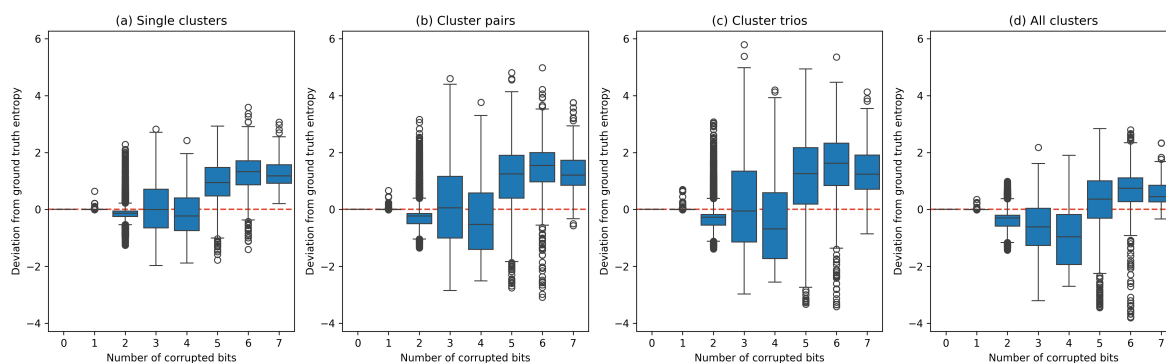 (a) Single clusters
6
4
2
0
−2
−4
Deviation from ground truth entropy
0 1 2 3 4 5 6 7
Number of corrupted bits
(b) Cluster pairs
6
4
2
0
−2
−4
Deviation from ground truth entropy
0 1 2 3 4 5 6 7
Number of corrupted bits
(c) Cluster trios
6
4
2
0
−2
−4
Deviation from ground truth entropy
0 1 2 3 4 5 6 7
Number of corrupted bits
(d) All clusters
6
4
2
0
−2
−4
Deviation from ground truth entropy
0 1 2 3 4 5 6 7
Number of corrupted bits